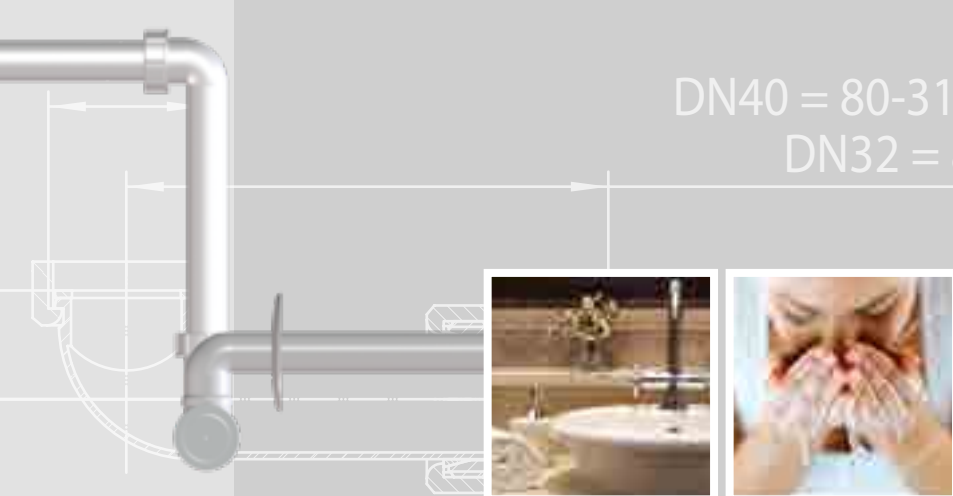 DN40 = 80-31
DN32 =